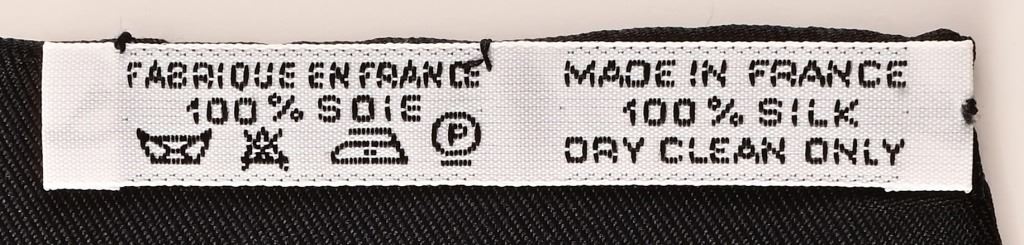 FABRIQUE EN FRANCE
100% SOIE
P
MADE IN FRANCE
100% SILK
DRY CLEAN ONLY